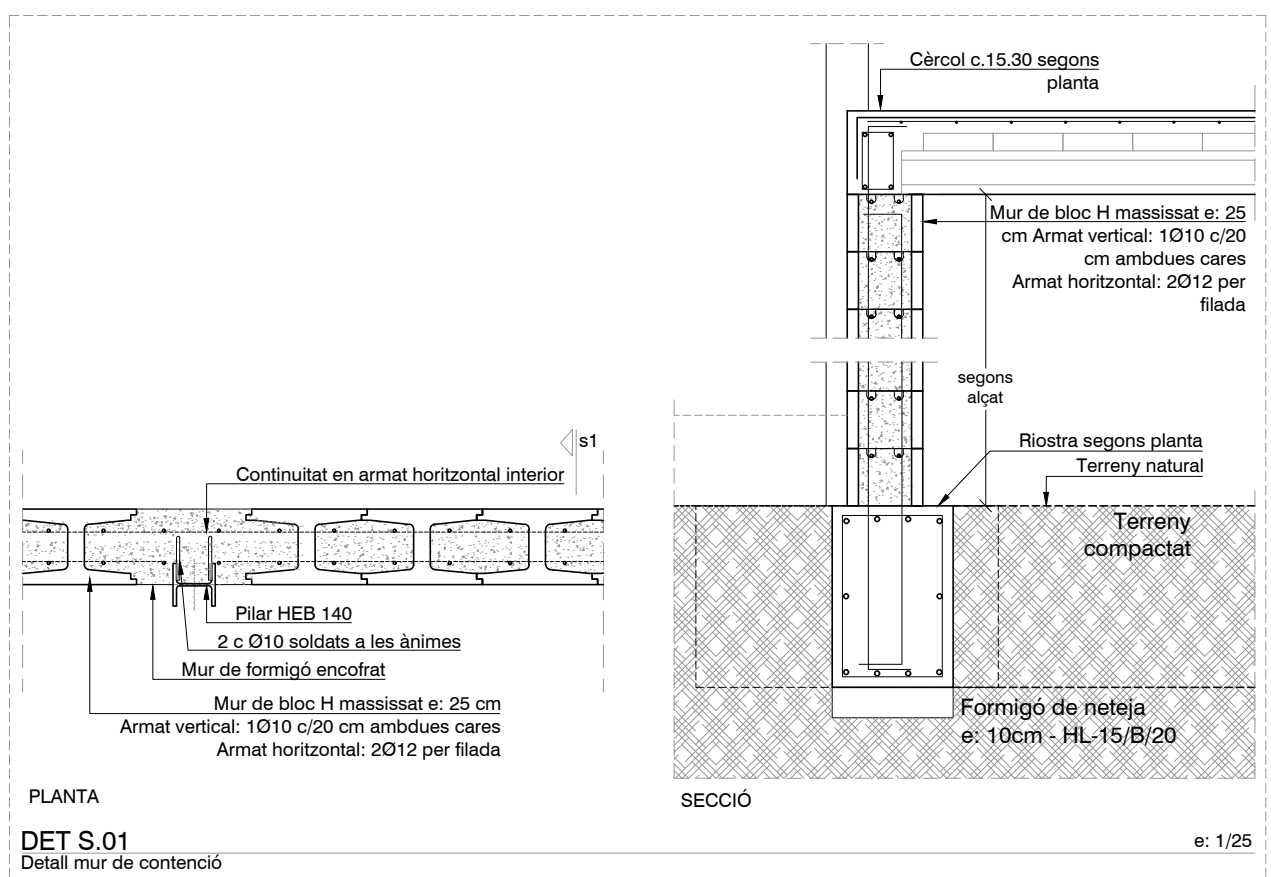 Cèrcol c.15.30 segons
planta
Mur de bloc H massissat e: 25
cm Armat vertical: 1Ø10 c/20
cm ambdues cares
Armat horitzontal: 2Ø12 per
filada
segons
alçat
Riostra segons planta
Terreny natural
Terreny
compactat
Formigó de neteja
e: 10cm - HL-15/B/20
s1
Continuitat en armat horitzontal interior
Pilar HEB 140
2 c Ø10 soldats a les ànimes
Mur de formigó encofrat
Mur de bloc H massissat e: 25 cm
Armat vertical: 1Ø10 c/20 cm ambdues cares
Armat horitzontal: 2Ø12 per filada
PLANTA
SECCIÓ
DET S.01
e: 1/25
Detall mur de contenció